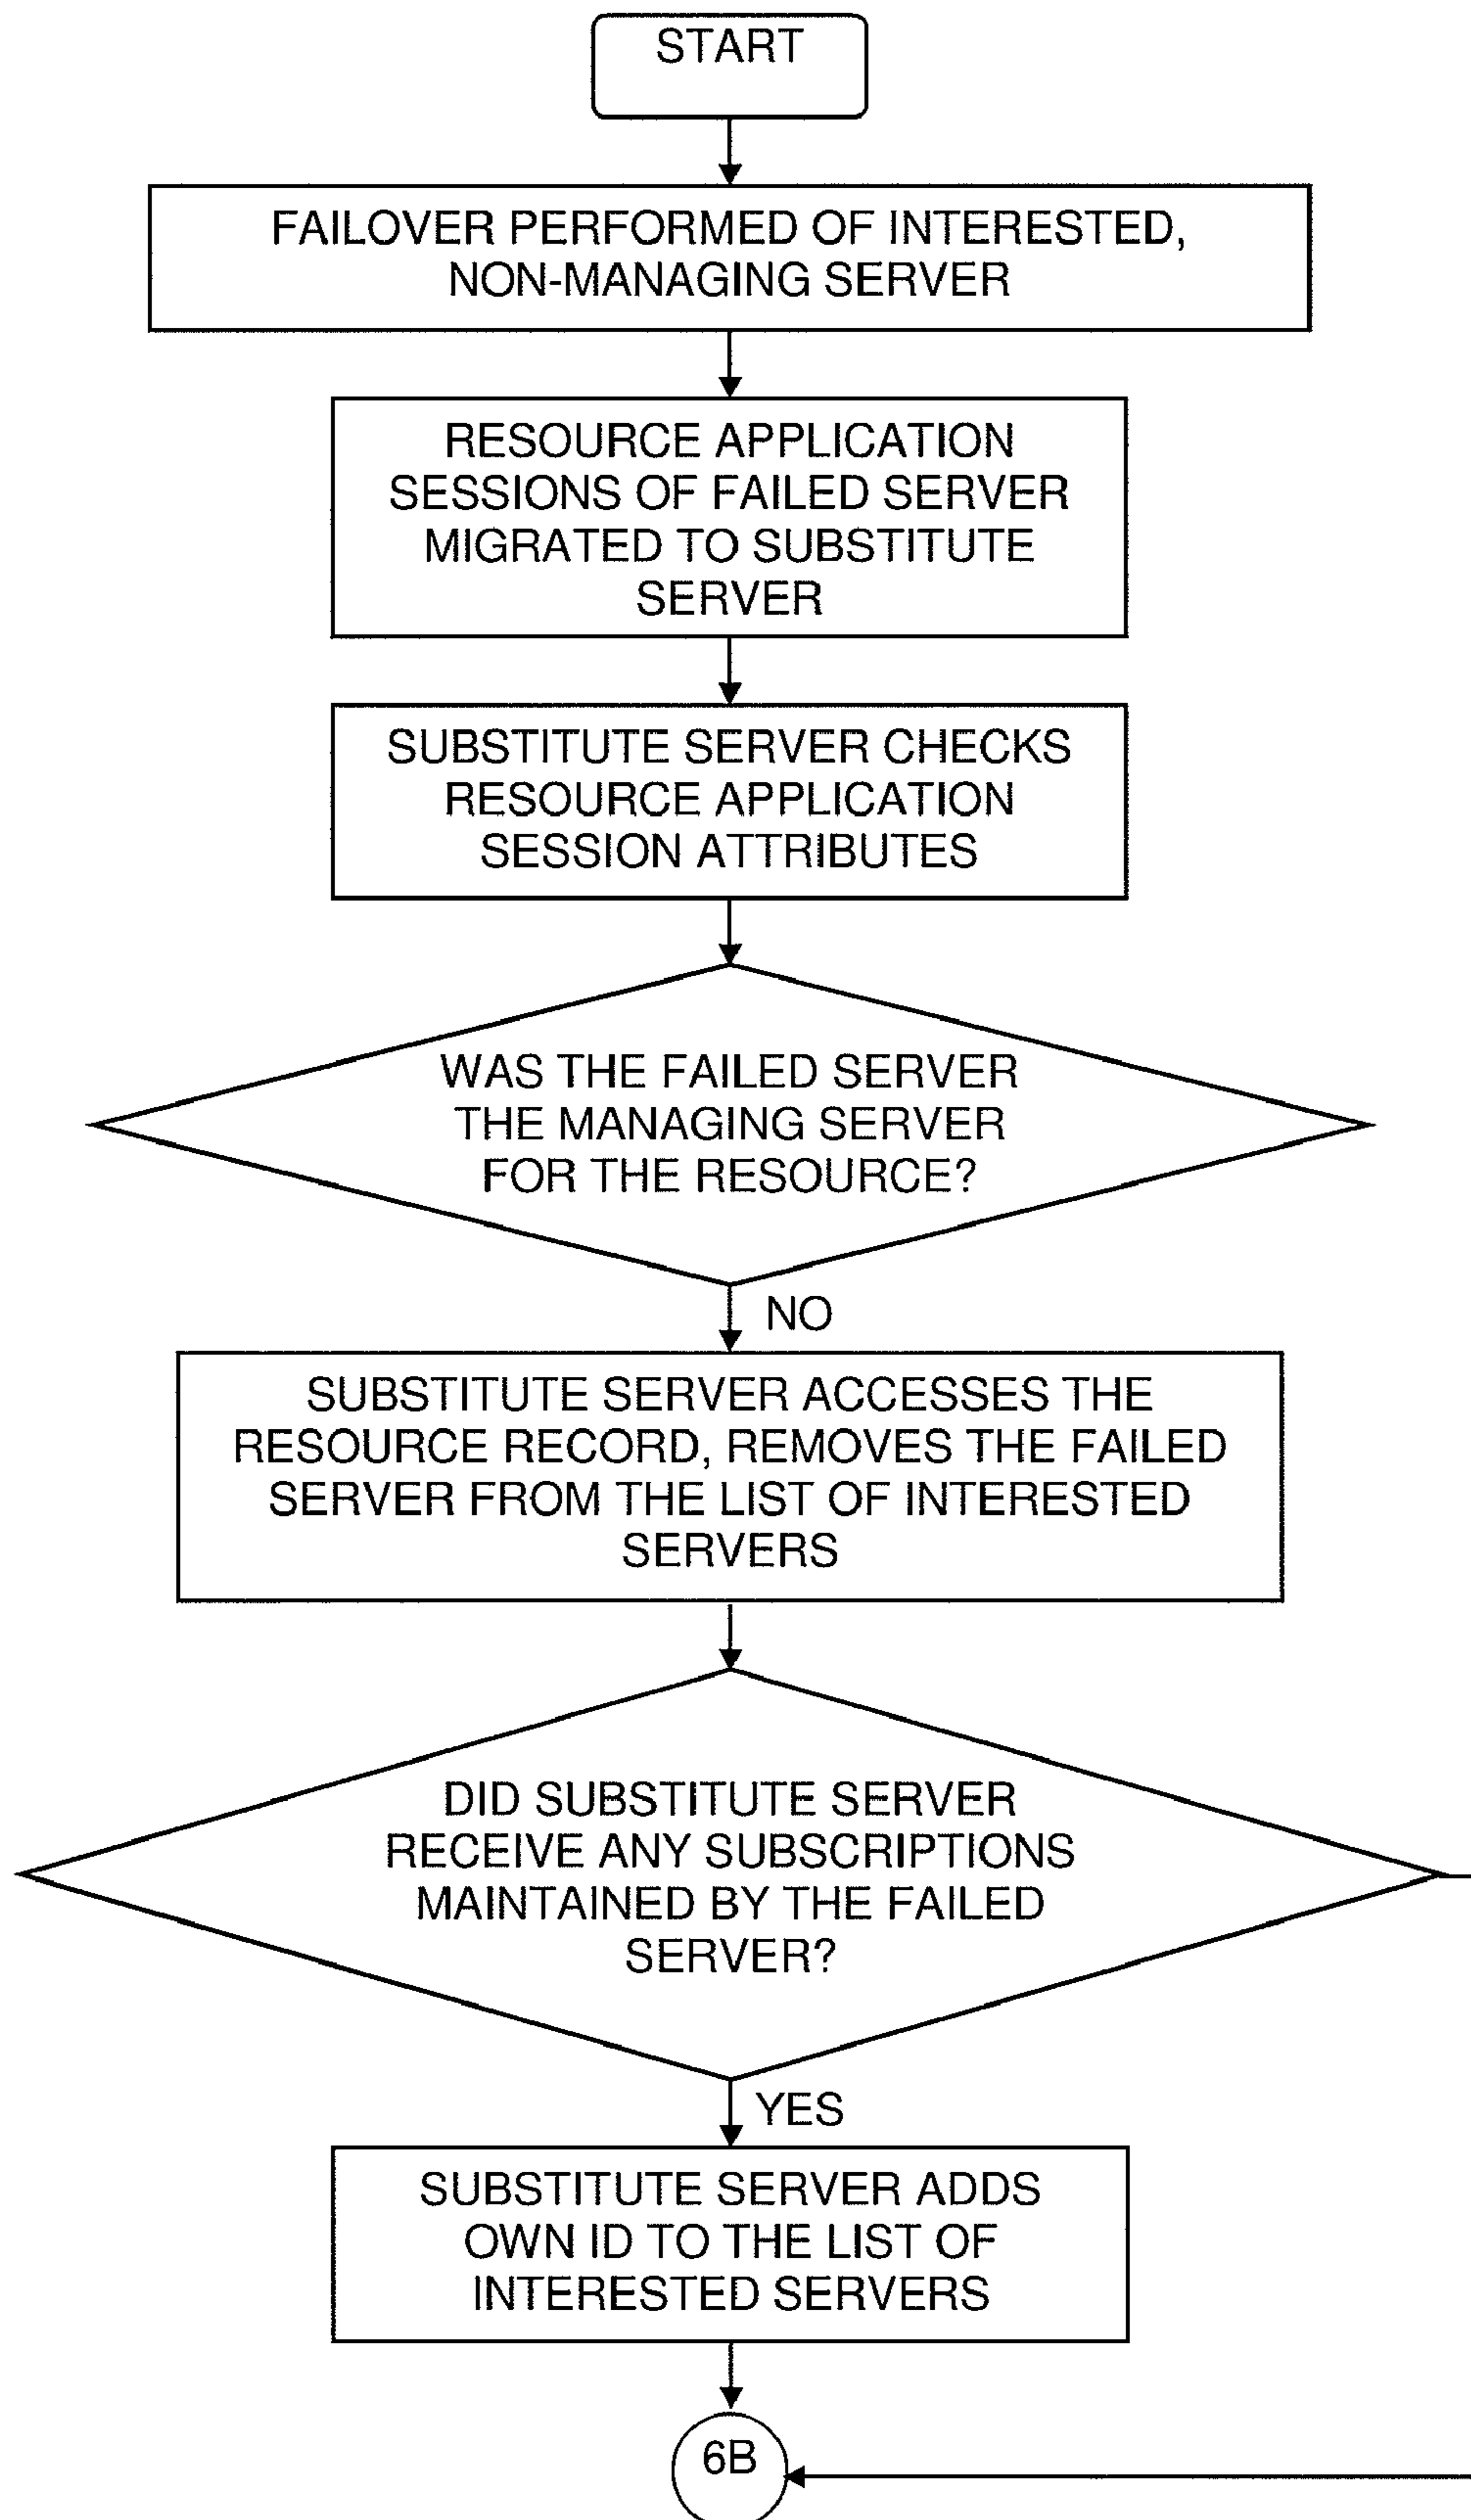 START
FAILOVER PERFORMED OF INTERESTED,
NON-MANAGING SERVER
RESOURCE APPLICATION
SESSIONS OF FAILED SERVER
MIGRATED TO SUBSTITUTE
SERVER
SUBSTITUTE SERVER CHECKS
RESOURCE APPLICATION
SESSION ATTRIBUTES
WAS THE FAILED SERVER
THE MANAGING SERVER
FOR THE RESOURCE?
NO
SUBSTITUTE SERVER ACCESSES THE
RESOURCE RECORD, REMOVES THE FAILED
SERVER FROM THE LIST OF INTERESTED
SERVERS
DID SUBSTITUTE SERVER
RECEIVE ANY SUBSCRIPTIONS
MAINTAINED BY THE FAILED
SERVER?
YES
SUBSTITUTE SERVER ADDS
OWN ID TO THE LIST OF
INTERESTED SERVERS
6B